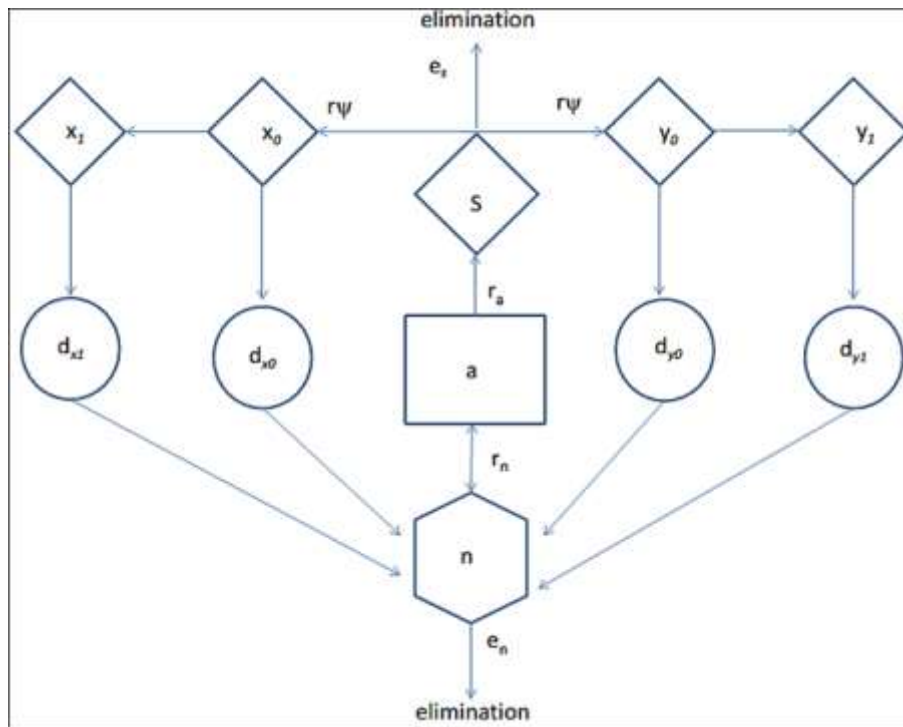 elimination
eₛ
rψ
rψ
x₁
x₀
y₀
y₁
S
rₐ
dₓ₁
dₓ₀
a
d_y0
d_y1
rₙ
n
eₙ
elimination